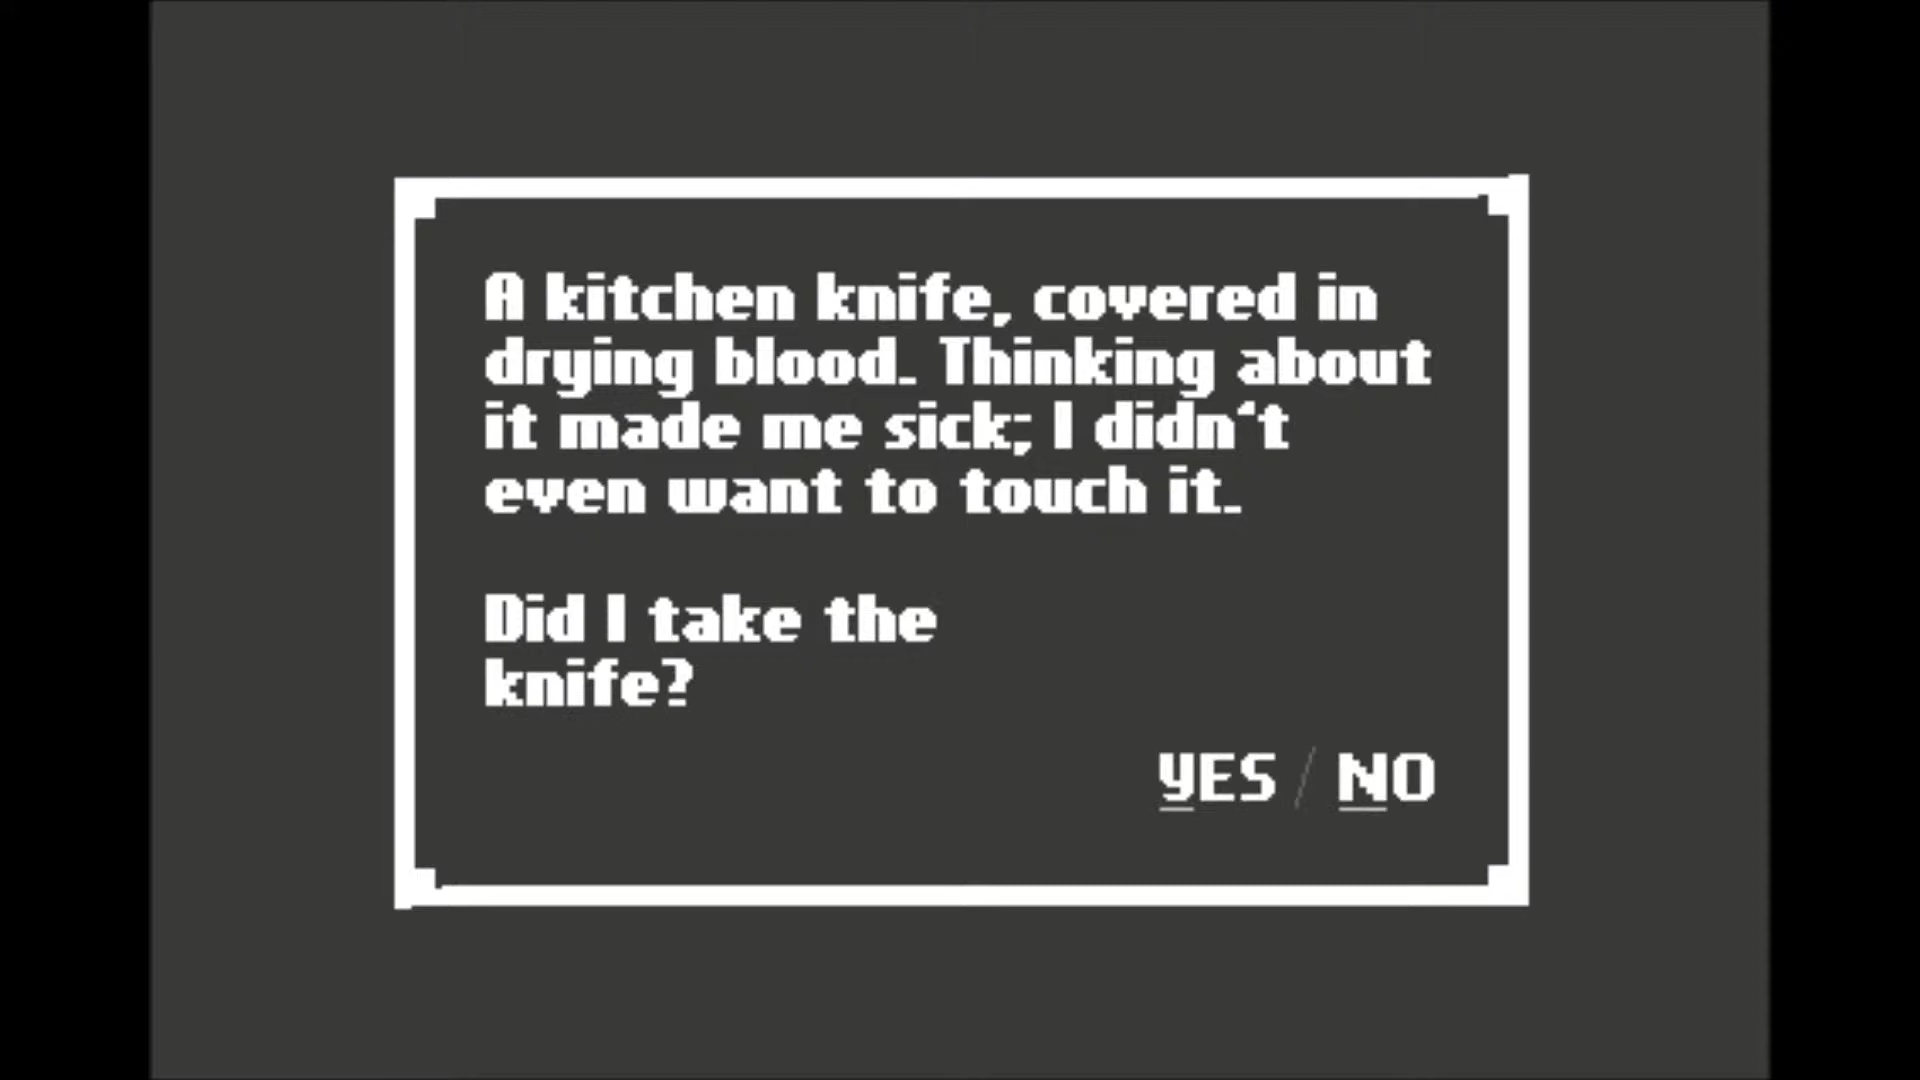 A kitchen knife, covered in
drying blood. Thinking about
it made me sick; I didn't
even want to touch it.
Did I take the
knife?
YES / NO